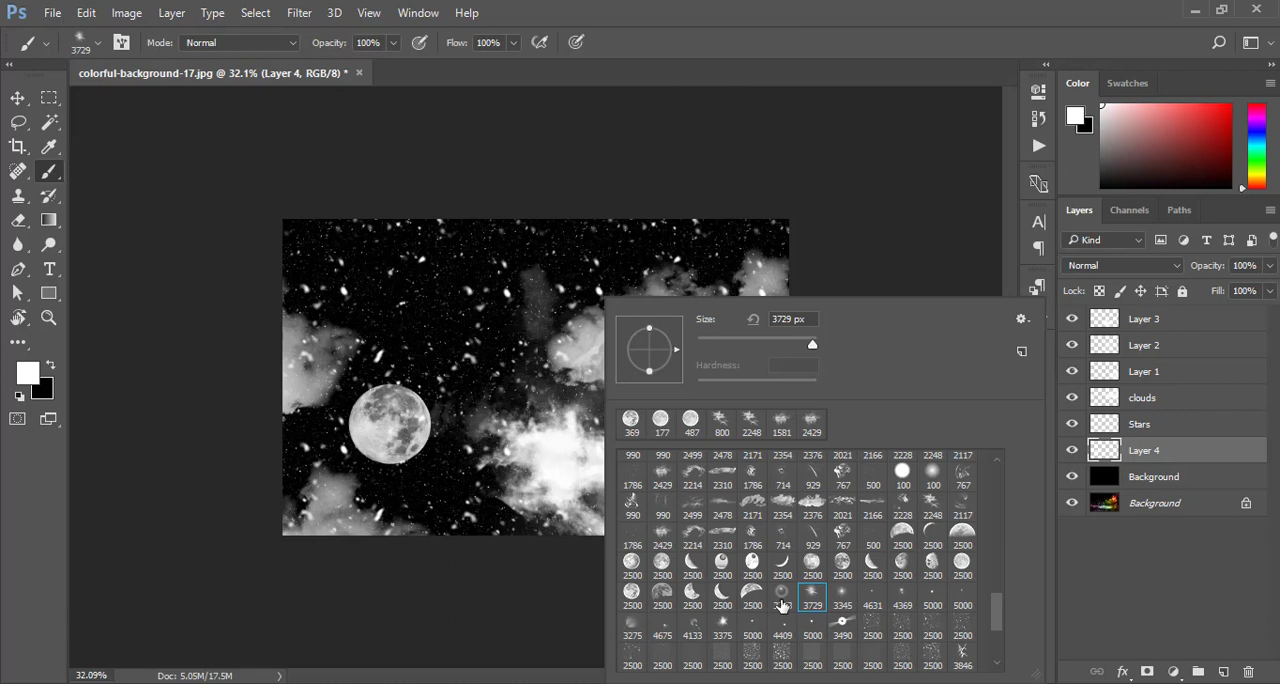 Ps File Edit Image Layer Type Select Filter 3D View Window Help
3729 Mode: Normal Opacity: 100% Flow: 100%
colorful-background-17.jpg @ 32.1% (Layer 4, RGB/8) *
Color Swatches
Layers Channels Paths
Kind
Normal Opacity: 100%
Lock: Fill: 100%
Layer 3
Layer 2
Layer 1
clouds
Stars
Layer 4
Background
Background
Size: 3729 px
Hardness:
369 177 487 800 2248 1581 2429
990 990 2499 2478 2171 2354 2376 2021 2166 2228 2248 2117
1786 2429 2214 2310 1786 714 929 767 500 100 100 767
990 990 2499 2478 2171 2354 2376 2021 2166 2228 2248 2117
1786 2429 2214 2310 1786 714 929 767 500 2500 2500 2500
2500 2500 2500 2500 2500 2500 2500 2500 2500 2500 2500 2500
2500 2500 2500 2500 2500 3729 3345 4631 4369 5000 5000
3275 4675 4133 3375 5000 4409 5000 3490 2500 2500 2500 2500
2500 2500 2500 2500 2500 2500 2500 2500 2500 2500 2500 3846
32.09% Doc: 5.05M/17.5M